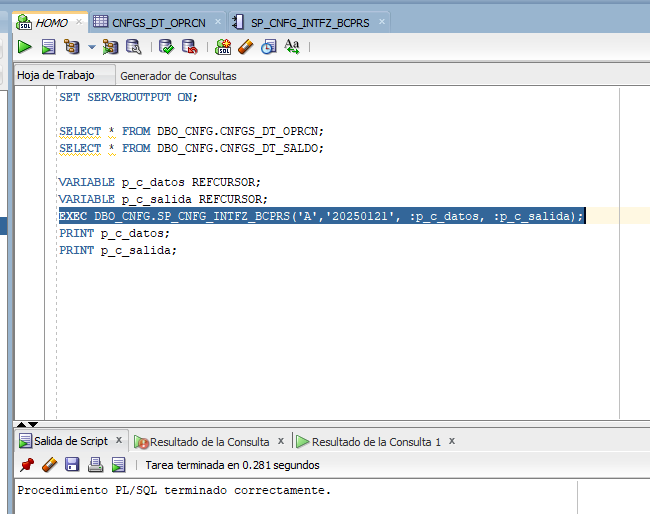 HOMO
CNFGS_DT_OPRCN
SP_CNFG_INTFZ_BCPRS
SQL
Aa
Hoja de Trabajo
Generador de Consultas
SET SERVEROUTPUT ON;
SELECT * FROM DBO_CNFG.CNFGS_DT_OPRCN;
SELECT * FROM DBO_CNFG.CNFGS_DT_SALDO;
VARIABLE p_c_datos REFCURSOR;
VARIABLE p_c_salida REFCURSOR;
EXEC DBO_CNFG.SP_CNFG_INTFZ_BCPRS('A','20250121', :p_c_datos, :p_c_salida);
PRINT p_c_datos;
PRINT p_c_salida;
Salida de Script
Resultado de la Consulta
Resultado de la Consulta 1
Tarea terminada en 0.281 segundos
Procedimiento PL/SQL terminado correctamente.